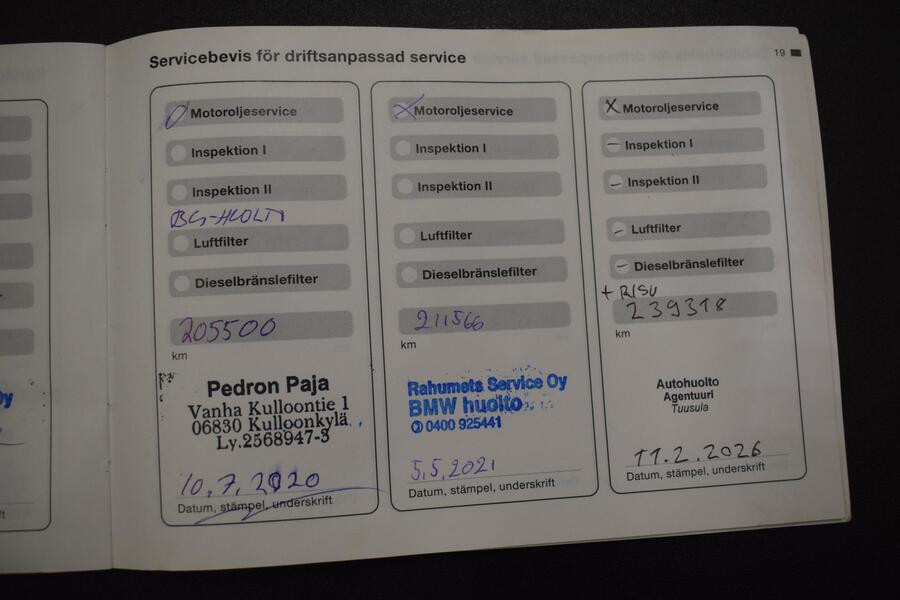 Servicebevis för driftsanpassad service
19
Motoroljeservice
Inspektion I
Inspektion II
BG-HUOLTO
Luftfilter
Dieselbränslefilter
205500
km
Pedron Paja
Vanha Kulloontie 1
06830 Kulloonkylä
Ly.2568947-3
10.7.2020
Datum, stämpel, underskrift
Motoroljeservice
Inspektion I
Inspektion II
Luftfilter
Dieselbränslefilter
211566
km
Rahumets Service Oy
BMW huolto
0400 925441
5.5.2021
Datum, stämpel, underskrift
X Motoroljeservice
– Inspektion I
– Inspektion II
– Luftfilter
– Dieselbränslefilter
+ RISU
239318
km
Autohuolto
Agentuuri
Tuusula
11.2.2026
Datum, stämpel, underskrift